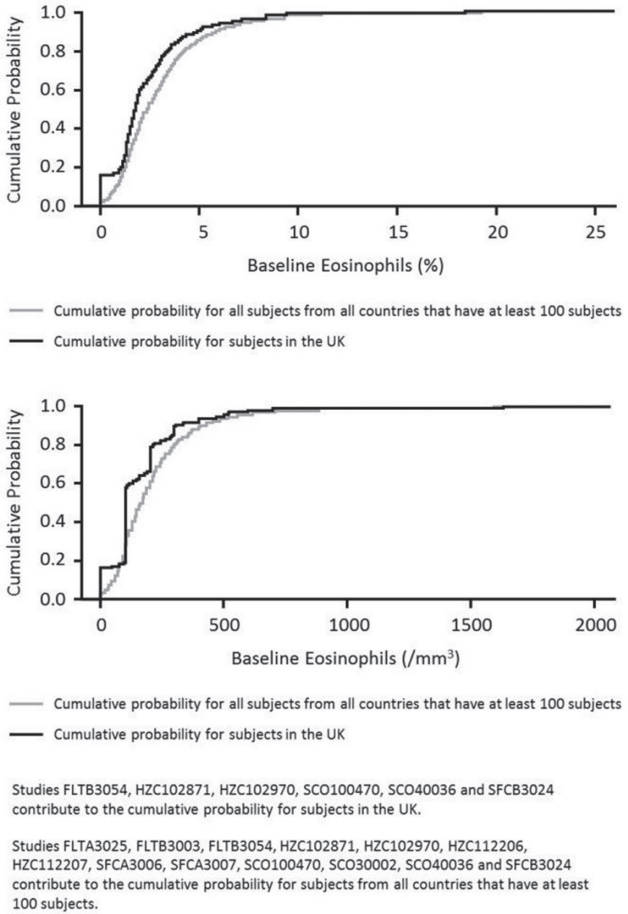 Cumulative Probability
1.0
0.8
0.6
0.4
0.2
0.0
0 5 10 15 20 25
Baseline Eosinophils (%)
Cumulative probability for all subjects from all countries that have at least 100 subjects
Cumulative probability for subjects in the UK
Cumulative Probability
1.0
0.8
0.6
0.4
0.2
0.0
0 500 1000 1500 2000
Baseline Eosinophils (/mm³)
Cumulative probability for all subjects from all countries that have at least 100 subjects
Cumulative probability for subjects in the UK
Studies FLTB3054, HZC102871, HZC102970, SCO100470, SCO40036 and SFCB3024
contribute to the cumulative probability for subjects in the UK.
Studies FLTA3025, FLTB3003, FLTB3054, HZC102871, HZC102970, HZC112206,
HZC112207, SFCA3006, SFCA3007, SCO100470, SCO30002, SCO40036 and SFCB3024
contribute to the cumulative probability for subjects from all countries that have at least
100 subjects.